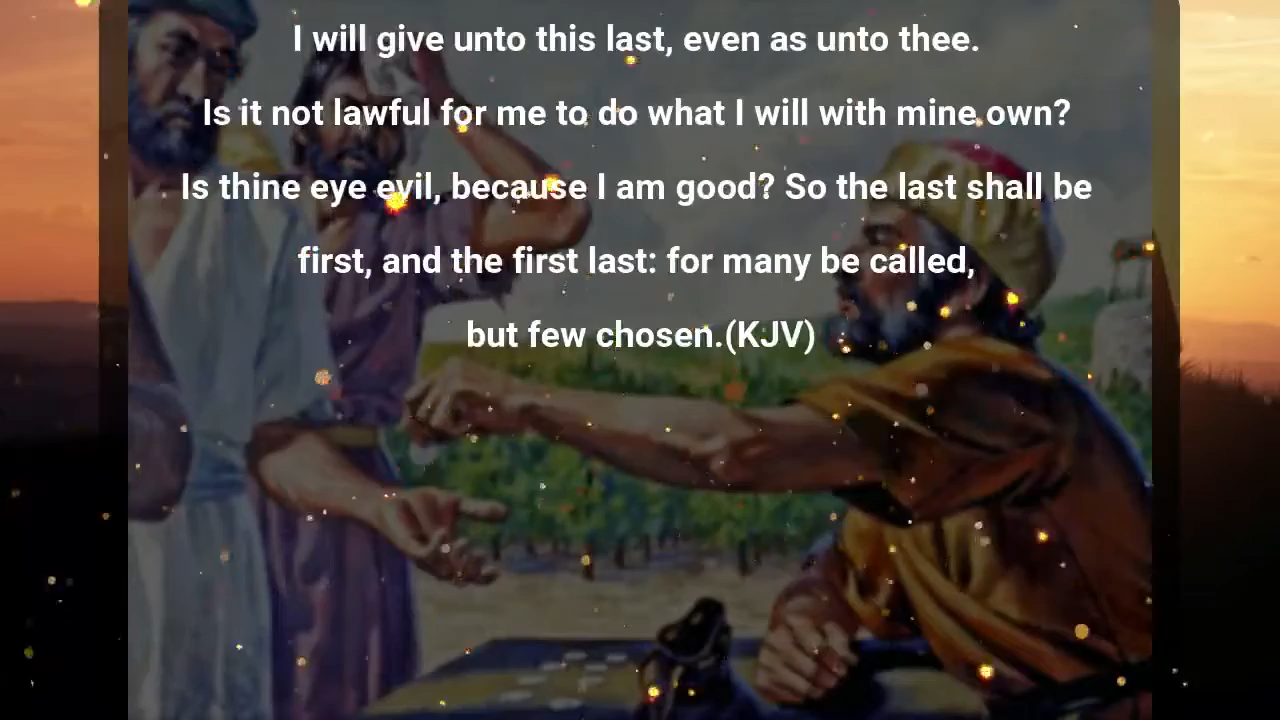 I will give unto this last, even as unto thee.
Is it not lawful for me to do what I will with mine own?
Is thine eye evil, because I am good? So the last shall be
first, and the first last: for many be called,
but few chosen.(KJV)